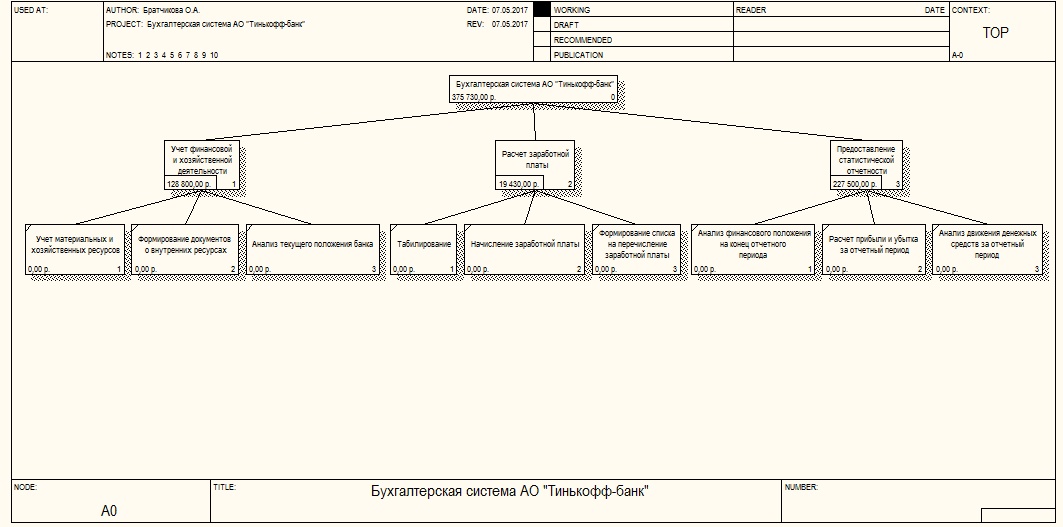 USED AT:
AUTHOR: Братчикова О.А.
DATE: 07.05.2017
WORKING
READER
DATE
CONTEXT:
PROJECT: Бухгалтерская система АО "Тинькофф-банк"
REV: 07.05.2017
DRAFT
TOP
RECOMMENDED
NOTES: 1 2 3 4 5 6 7 8 9 10
PUBLICATION
A-0
Бухгалтерская система АО "Тинькофф-банк"
375 730,00 р.
0
Учет финансовой
и хозяйственной
деятельности
128 800,00 р.
1
Расчет заработной
платы
19 430,00 р.
2
Предоставление
статистической
отчетности
227 500,00 р.
3
Учет материальных и
хозяйственных ресурсов
0,00 р.
1
Формирование документов
о внутренних ресурсах
0,00 р.
2
Анализ текущего положения банка
0,00 р.
3
Табилирование
0,00 р.
1
Начисление заработной платы
0,00 р.
2
Формирование списка
на перечисление
заработной платы
0,00 р.
3
Анализ финансового положения
на конец отчетного
периода
0,00 р.
1
Расчет прибыли и убытка
за отчетный период
0,00 р.
2
Анализ движения денежных
средств за отчетный
период
0,00 р.
3
NODE:
A0
TITLE:
Бухгалтерская система АО "Тинькофф-банк"
NUMBER: